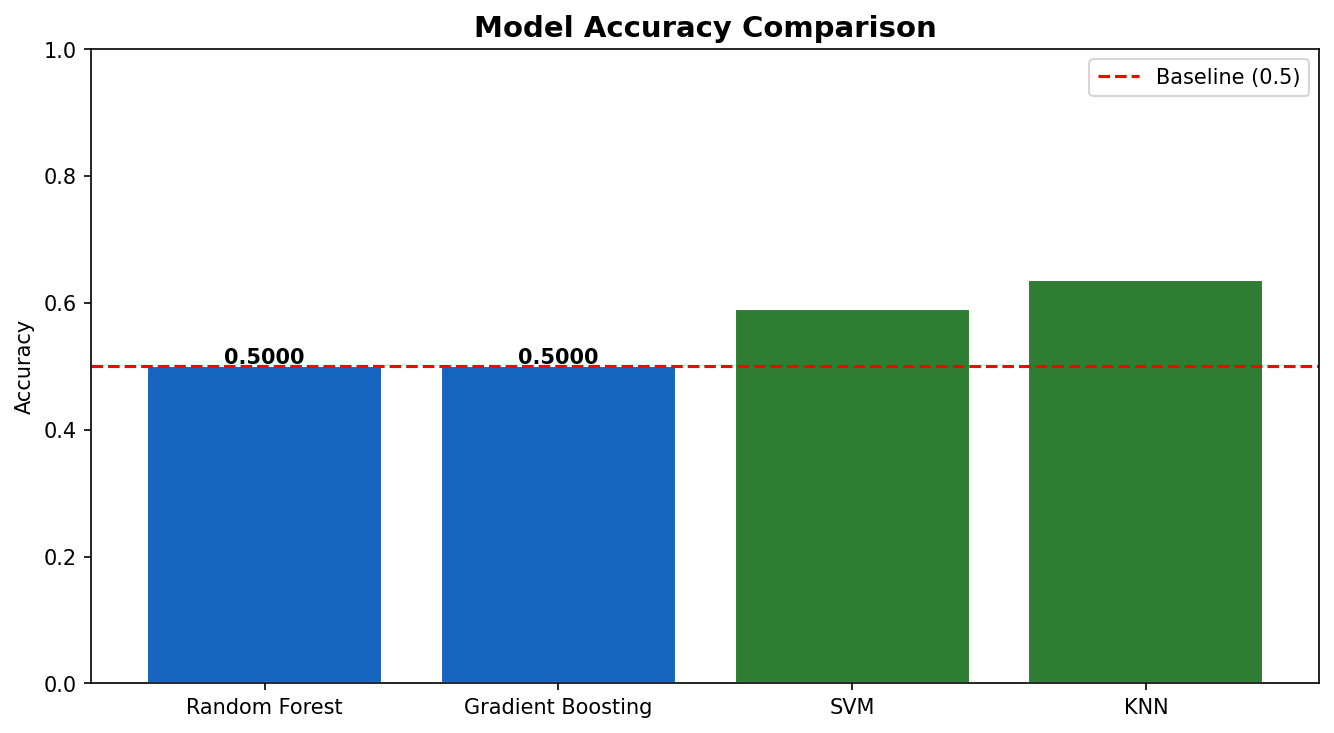 Model Accuracy Comparison
Baseline (0.5)
1.0
0.8
0.6
0.4
0.2
0.0
Accuracy
0.5000 0.5000
Random Forest Gradient Boosting SVM KNN